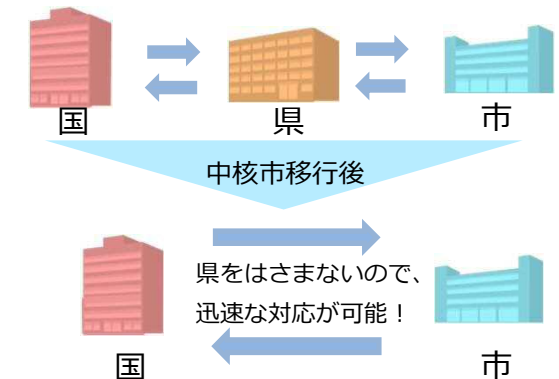 国
県
市
中核市移行後
県をはさまないので、
迅速な対応が可能！
国
市